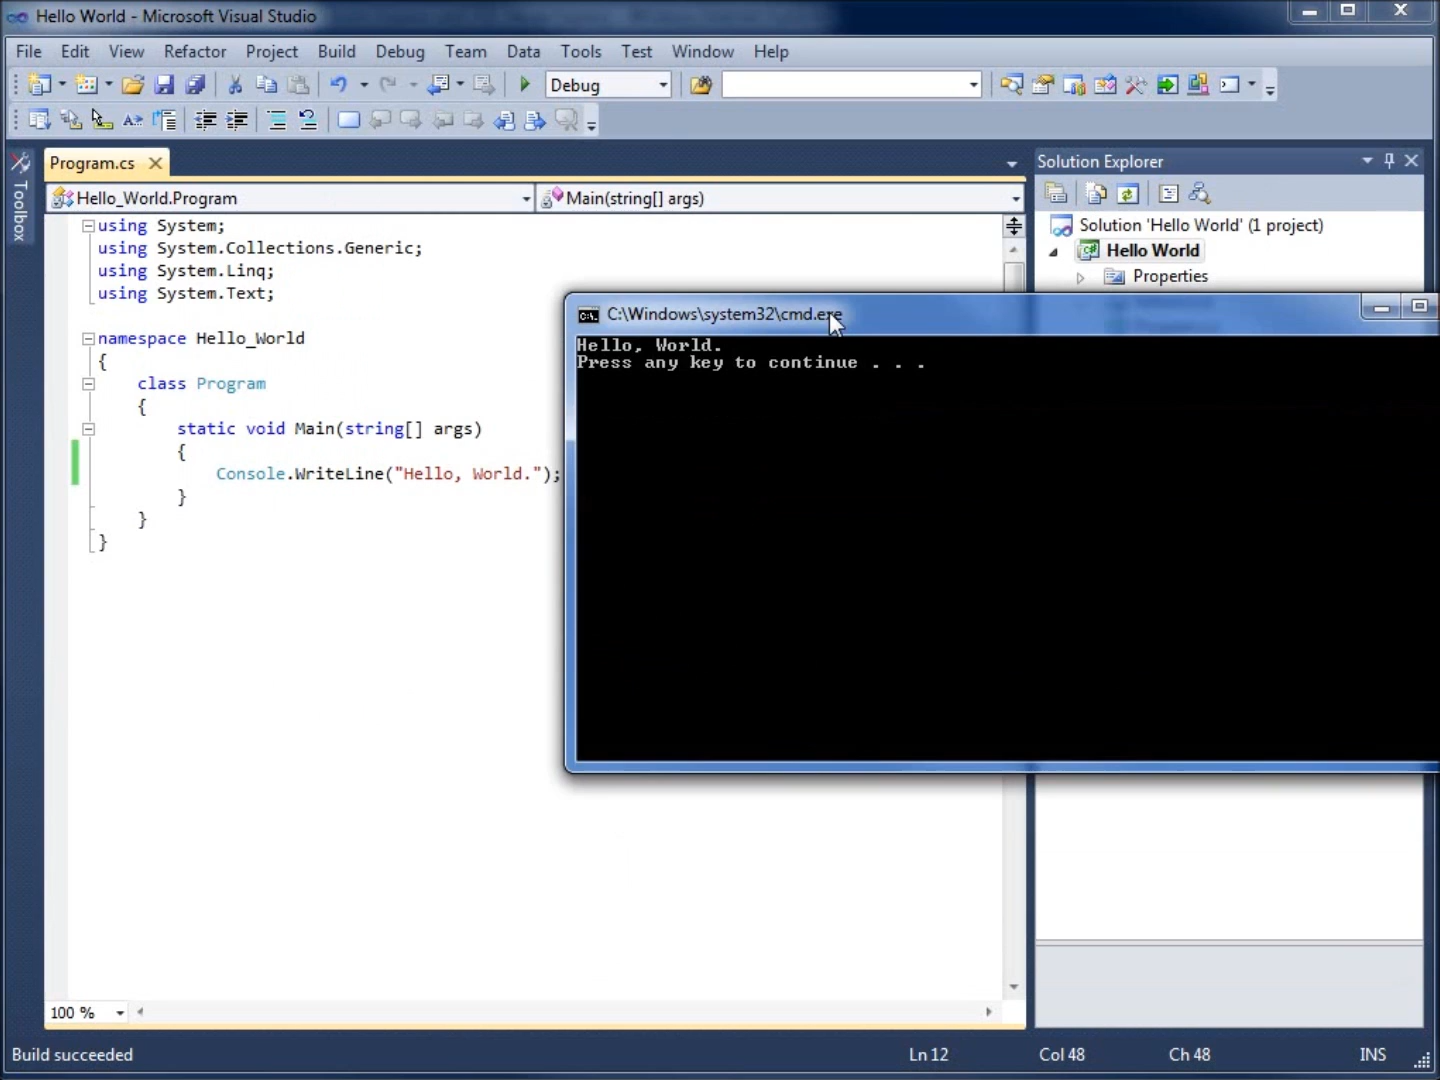 Hello World - Microsoft Visual Studio
File Edit View Refactor Project Build Debug Team Data Tools Test Window Help
Debug
Toolbox
Program.cs
Hello_World.Program
Main(string[] args)
using System;
using System.Collections.Generic;
using System.Linq;
using System.Text;
namespace Hello_World
{
class Program
{
static void Main(string[] args)
{
Console.WriteLine("Hello, World.");
}
}
}
100 %
Solution Explorer
Solution 'Hello World' (1 project)
Hello World
Properties
C:\Windows\system32\cmd.exe
Hello, World.
Press any key to continue . . .
Build succeeded
Ln 12 Col 48 Ch 48 INS